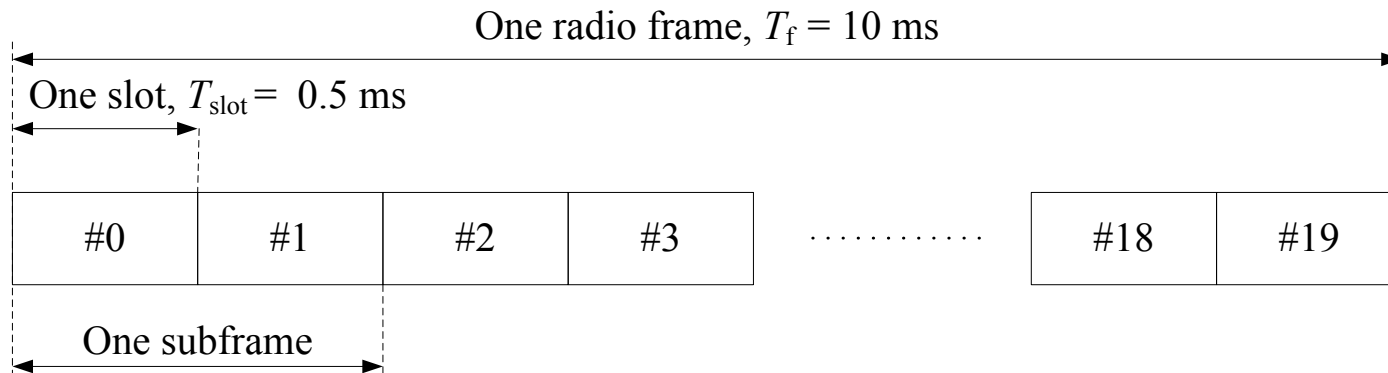 One radio frame, Tf = 10 ms
One slot, Tslot = 0.5 ms
#0 #1 #2 #3 ............ #18 #19
One subframe